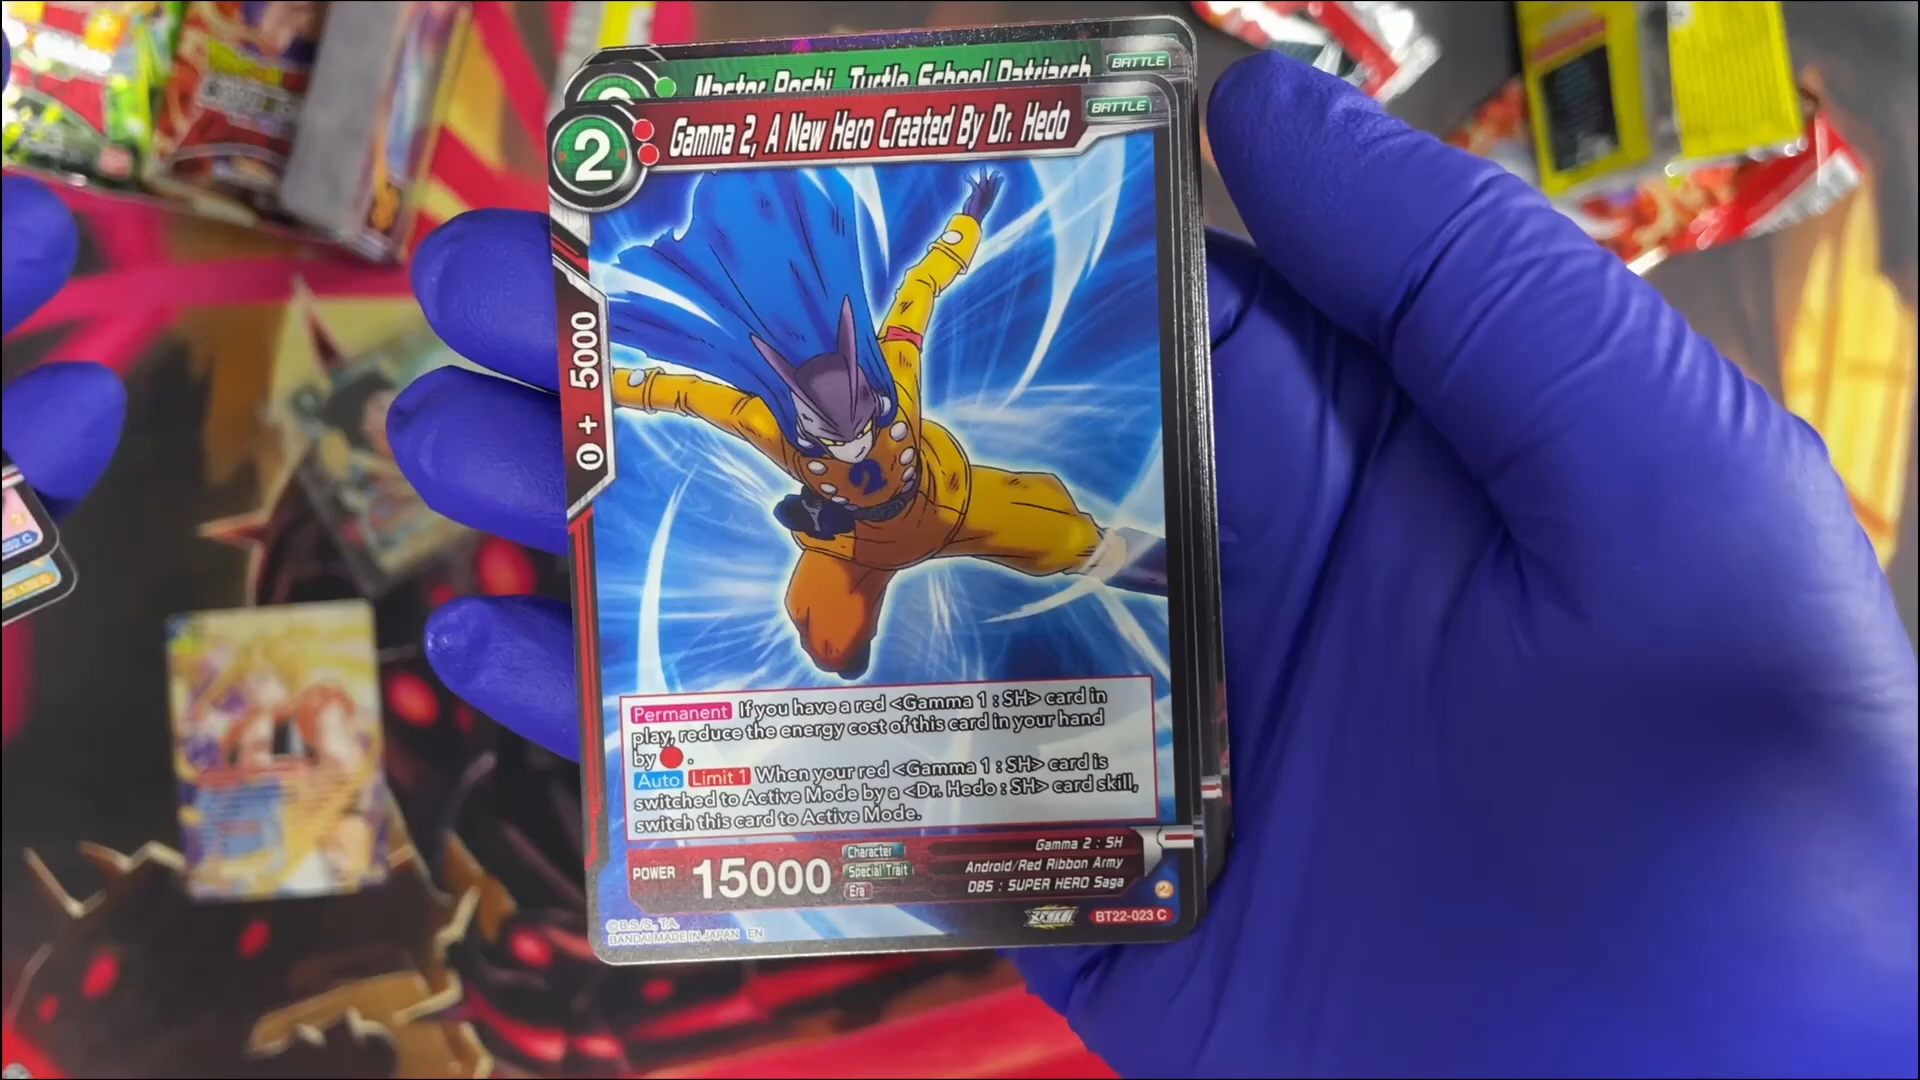 Master Roshi, Turtle School Patriarch
BATTLE
2
Gamma 2, A New Hero Created By Dr. Hedo
BATTLE
0 + 5000
2
Permanent If you have a red <Gamma 1 : SH> card in
play, reduce the energy cost of this card in your hand
by .
Auto Limit 1 When your red <Gamma 1 : SH> card is
switched to Active Mode by a <Dr. Hedo : SH> card skill,
switch this card to Active Mode.
POWER 15000
Character Gamma 2 : SH
Special Trait Android/Red Ribbon Army
Era DBS : SUPER HERO Saga
2
ZENKAI BT22-023 C
©B.S./S., T.A.
BANDAI MADE IN JAPAN EN